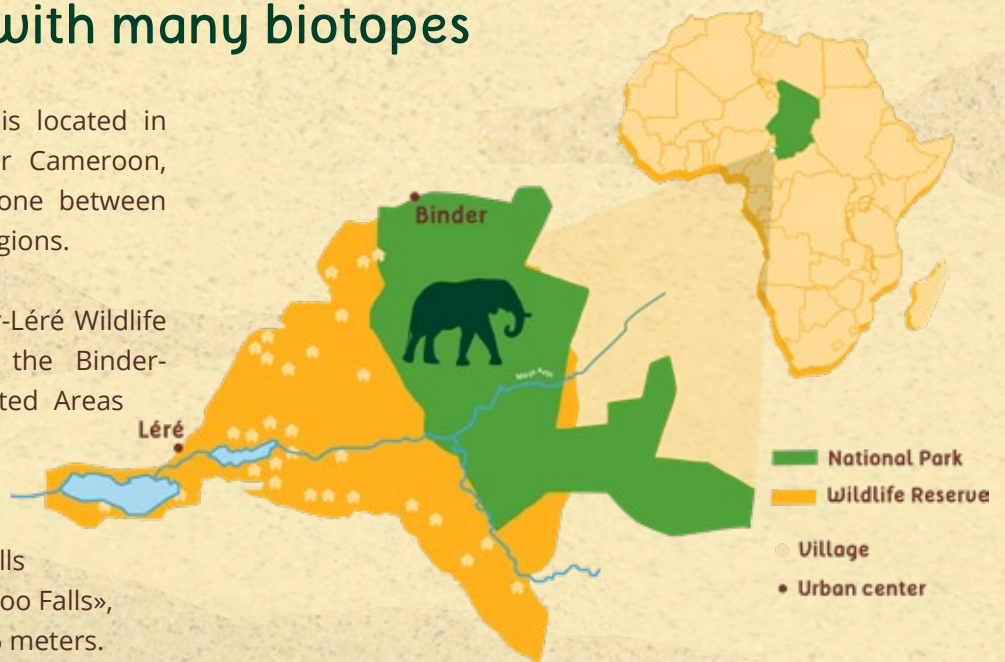 with many biotopes
is located in
r Cameroon,
one between
gions.
r-Léré Wildlife
the Binder-
ted Areas
lls
oo Falls»,
meters.
Binder
Léré
National Park
Wildlife Reserve
Village
Urban center